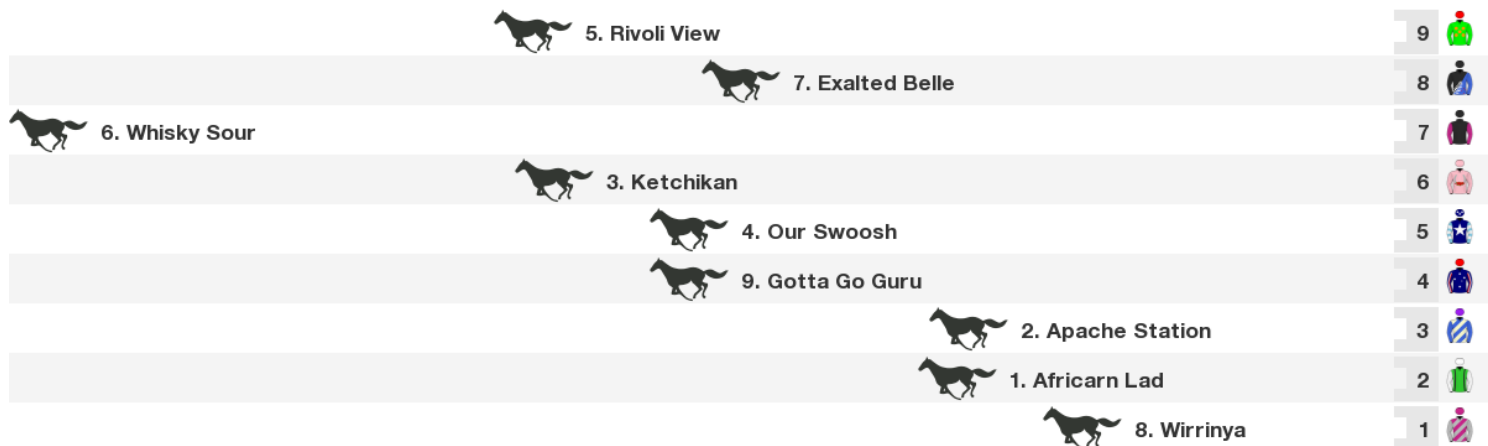 5. Rivoli View 9
7. Exalted Belle 8
6. Whisky Sour 7
3. Ketchikan 6
4. Our Swoosh 5
9. Gotta Go Guru 4
2. Apache Station 3
1. Africarn Lad 2
8. Wirrinya 1